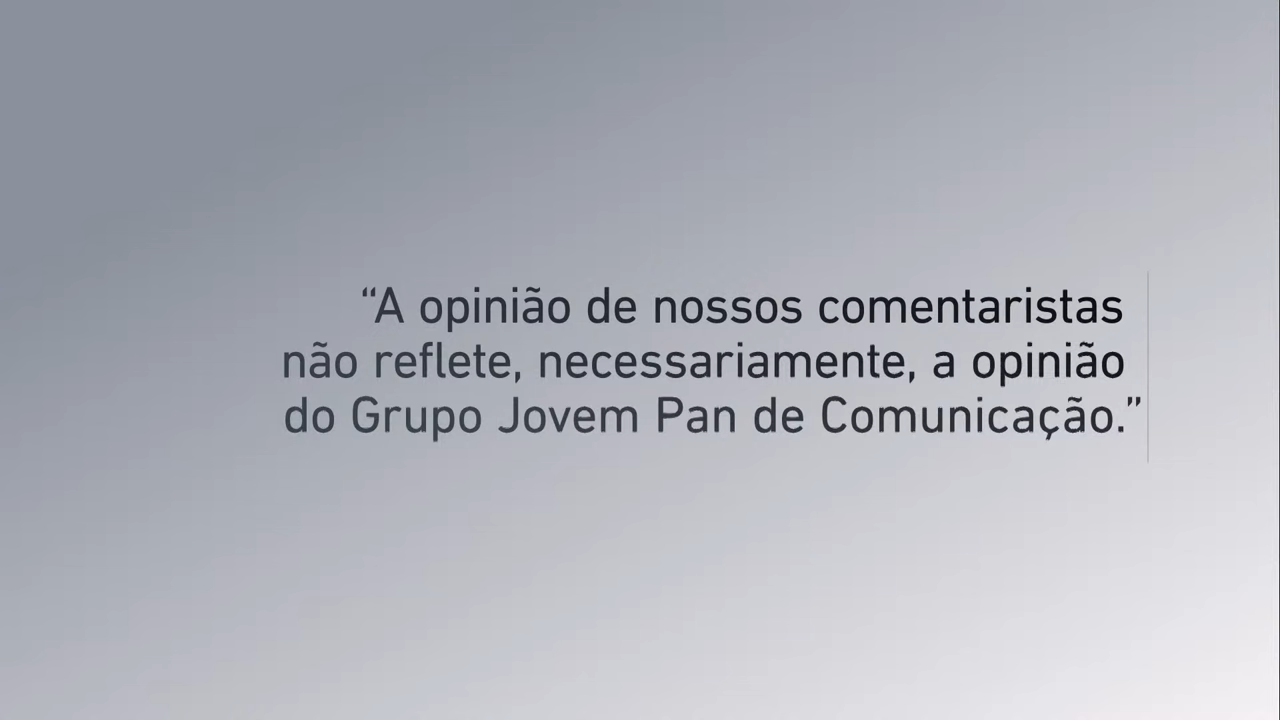 “A opinião de nossos comentaristas
não reflete, necessariamente, a opinião
do Grupo Jovem Pan de Comunicação.”